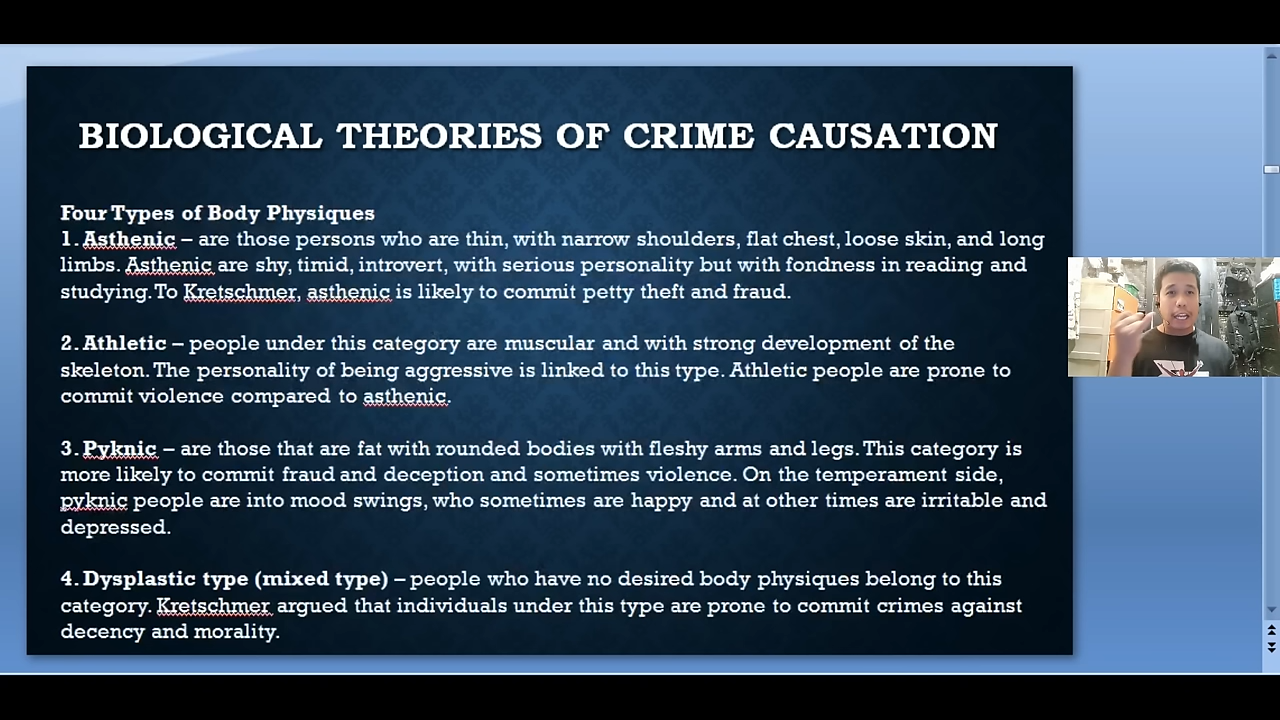 BIOLOGICAL THEORIES OF CRIME CAUSATION
Four Types of Body Physiques
1. Asthenic – are those persons who are thin, with narrow shoulders, flat chest, loose skin, and long
limbs. Asthenic are shy, timid, introvert, with serious personality but with fondness in reading and
studying. To Kretschmer, asthenic is likely to commit petty theft and fraud.
2. Athletic – people under this category are muscular and with strong development of the
skeleton. The personality of being aggressive is linked to this type. Athletic people are prone to
commit violence compared to asthenic.
3. Pyknic – are those that are fat with rounded bodies with fleshy arms and legs. This category is
more likely to commit fraud and deception and sometimes violence. On the temperament side,
pyknic people are into mood swings, who sometimes are happy and at other times are irritable and
depressed.
4. Dysplastic type (mixed type) – people who have no desired body physiques belong to this
category. Kretschmer argued that individuals under this type are prone to commit crimes against
decency and morality.